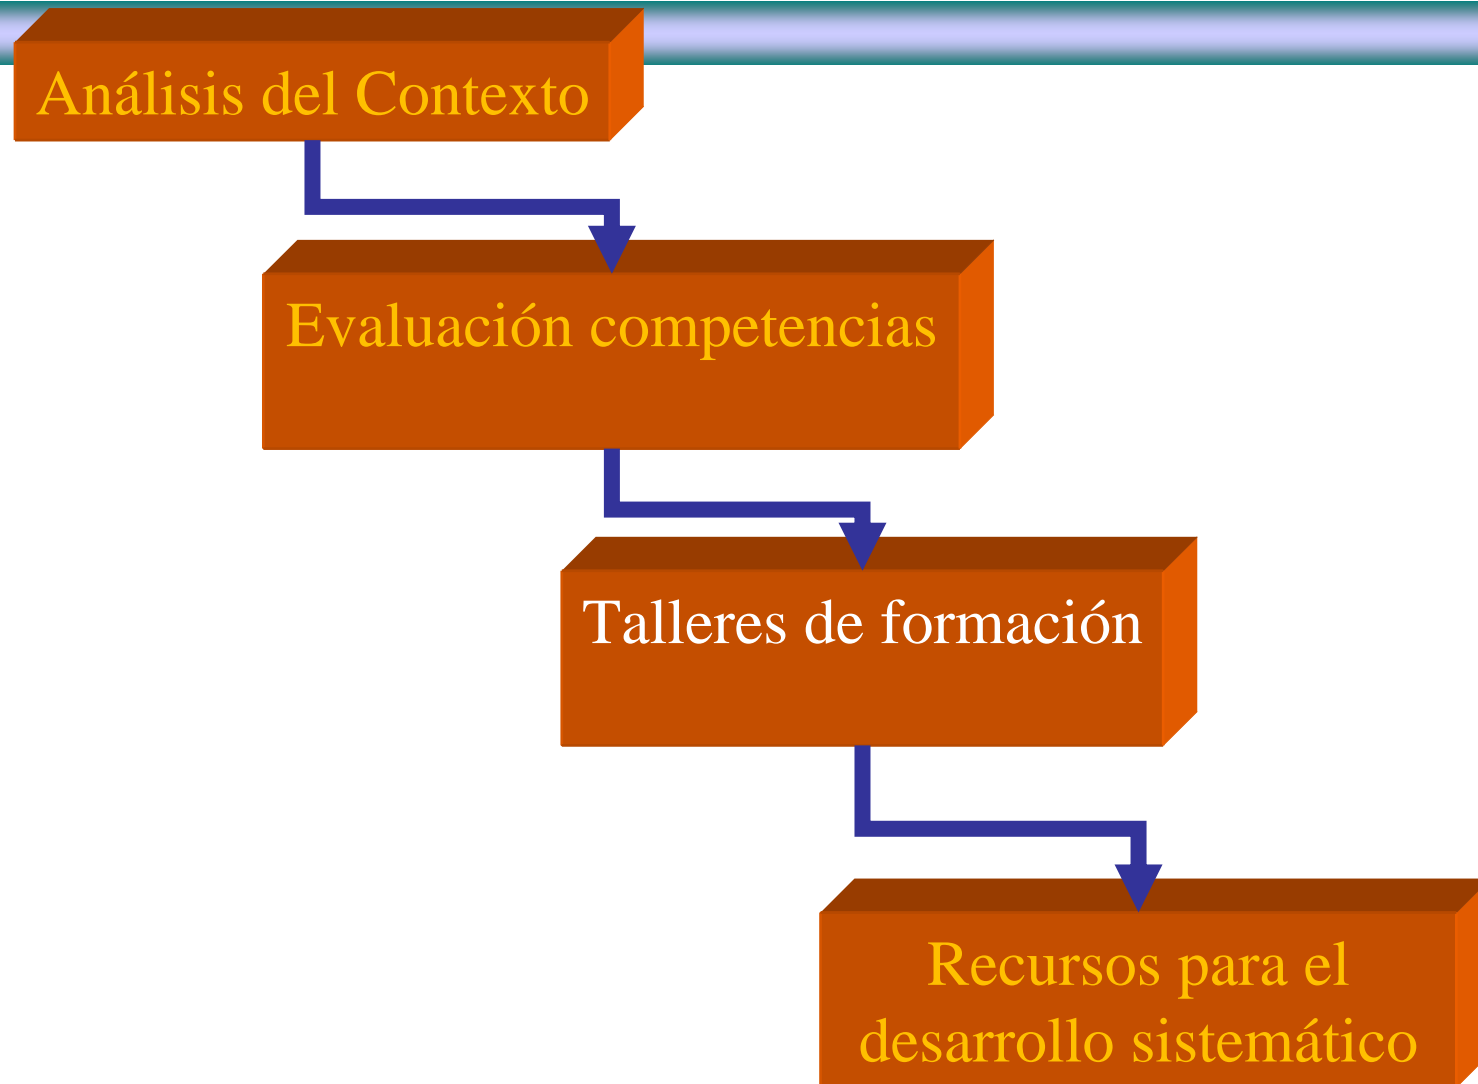 Análisis del Contexto
Evaluación competencias
Talleres de formación
Recursos para el
desarrollo sistemático